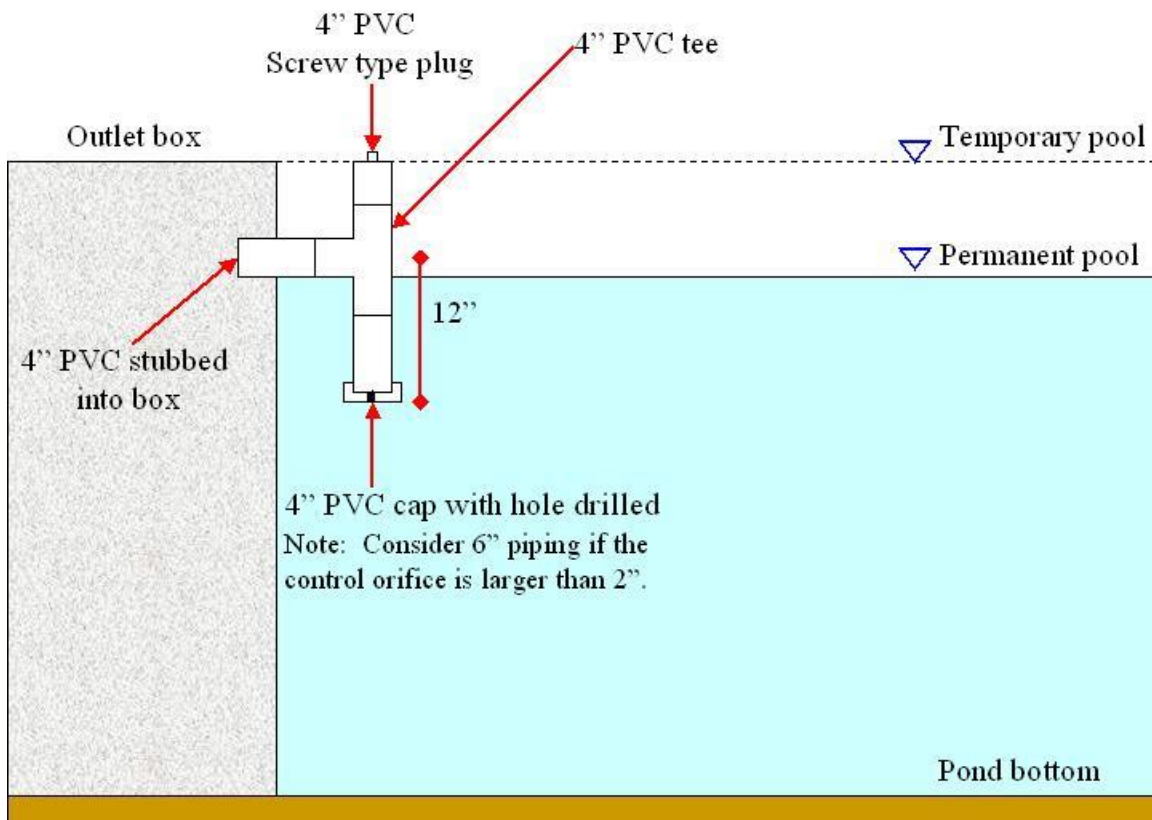 4” PVC
Screw type plug
4” PVC tee
Outlet box
Temporary pool
Permanent pool
12”
4” PVC stubbed
into box
4” PVC cap with hole drilled
Note:  Consider 6” piping if the
control orifice is larger than 2”.
Pond bottom